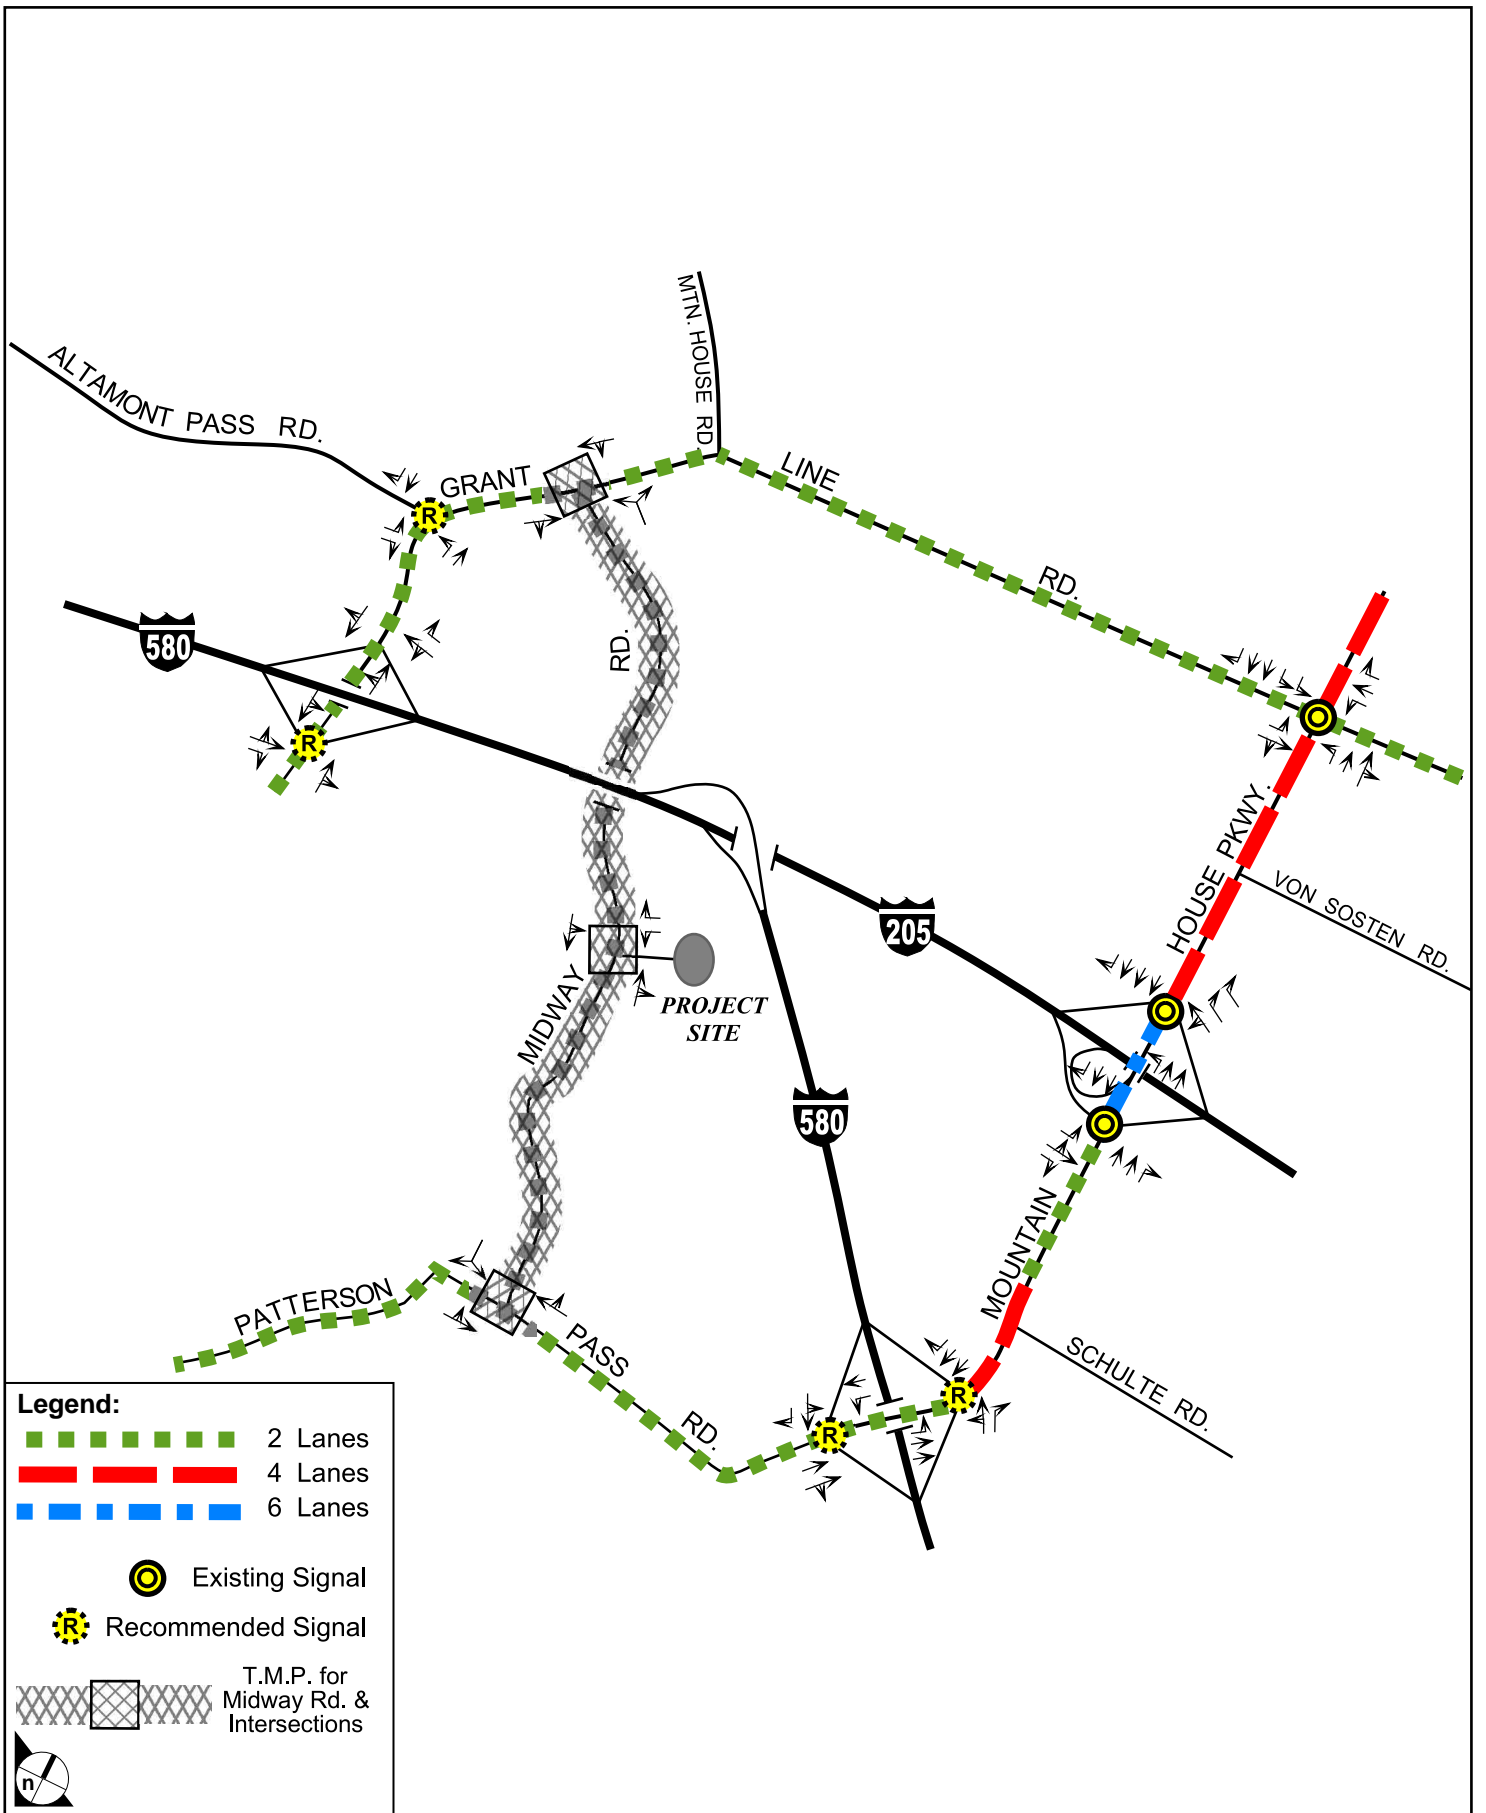 MTN. HOUSE RD.
ALTAMONT PASS RD.
GRANT
LINE
RD.
R
580
RD.
R
HOUSE PKWY.
VON SOSTEN RD.
205
MIDWAY
PROJECT
SITE
580
MOUNTAIN
PATTERSON
PASS
RD.
SCHULTE RD.
R
R
Legend:
2 Lanes
4 Lanes
6 Lanes
Existing Signal
R Recommended Signal
T.M.P. for
Midway Rd. &
Intersections
n